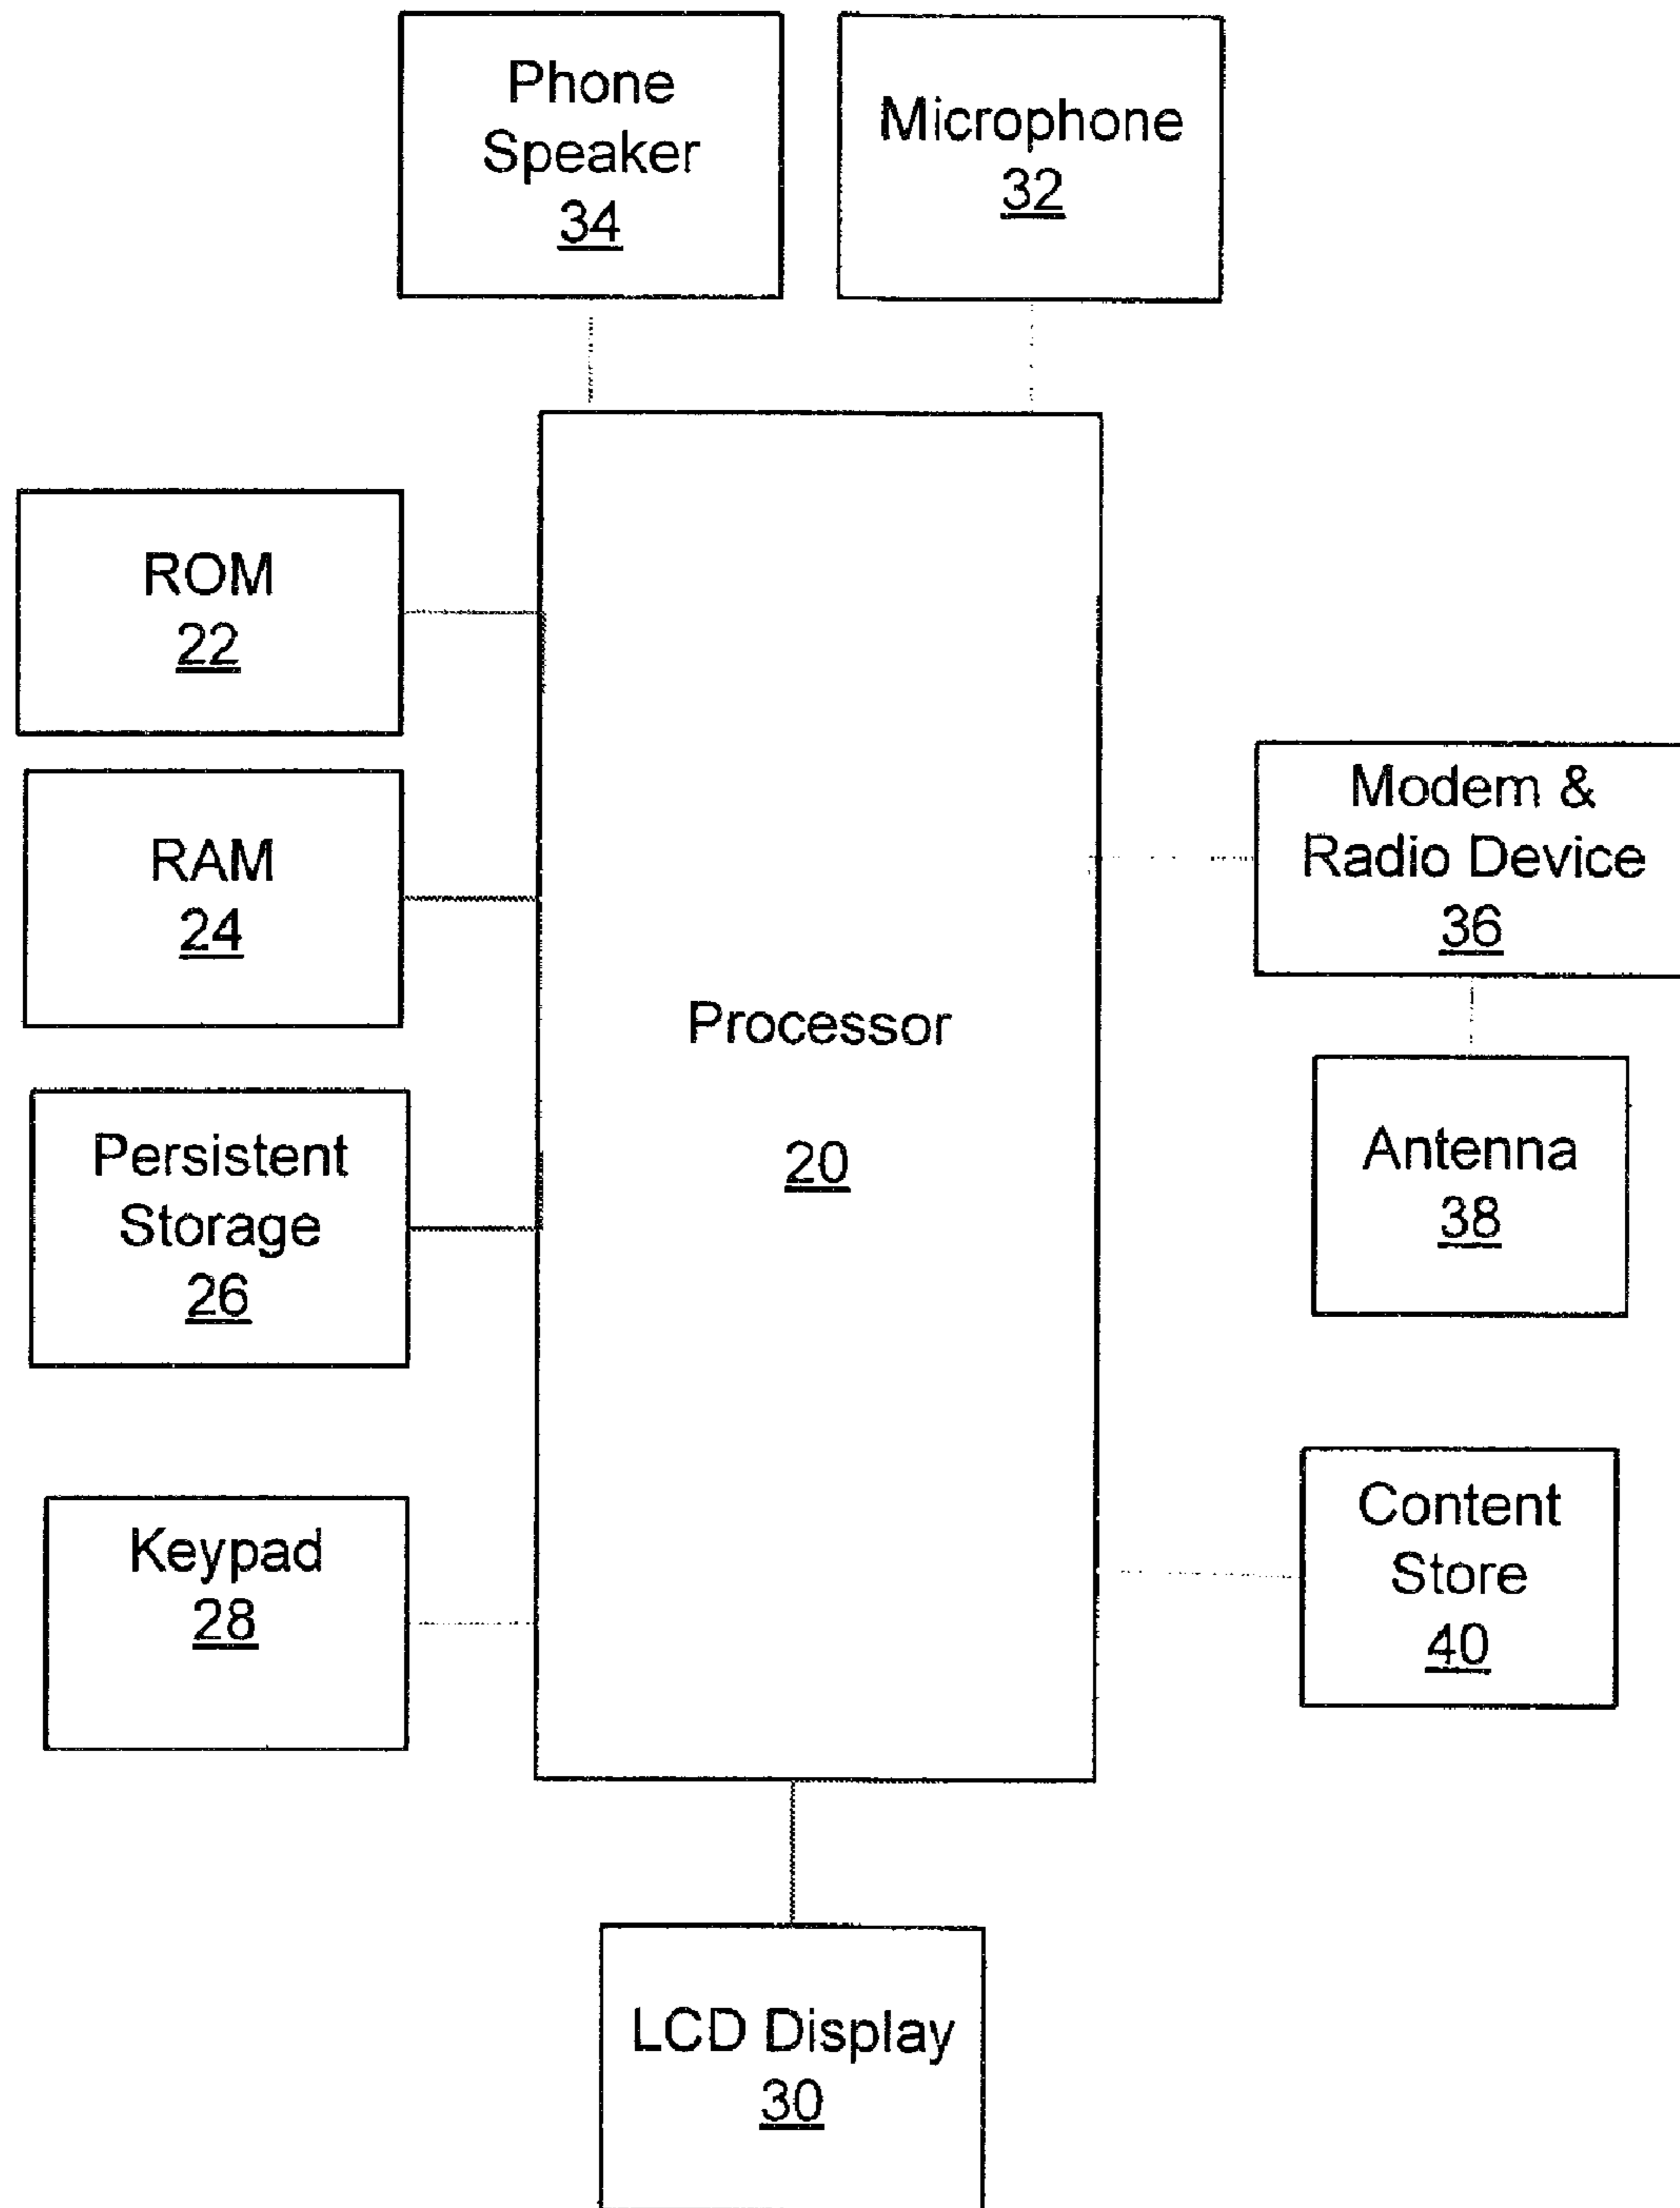 Phone
Speaker
34
Microphone
32
ROM
22
RAM
24
Persistent
Storage
26
Keypad
28
Processor
20
Modem &
Radio Device
36
Antenna
38
Content
Store
40
LCD Display
30